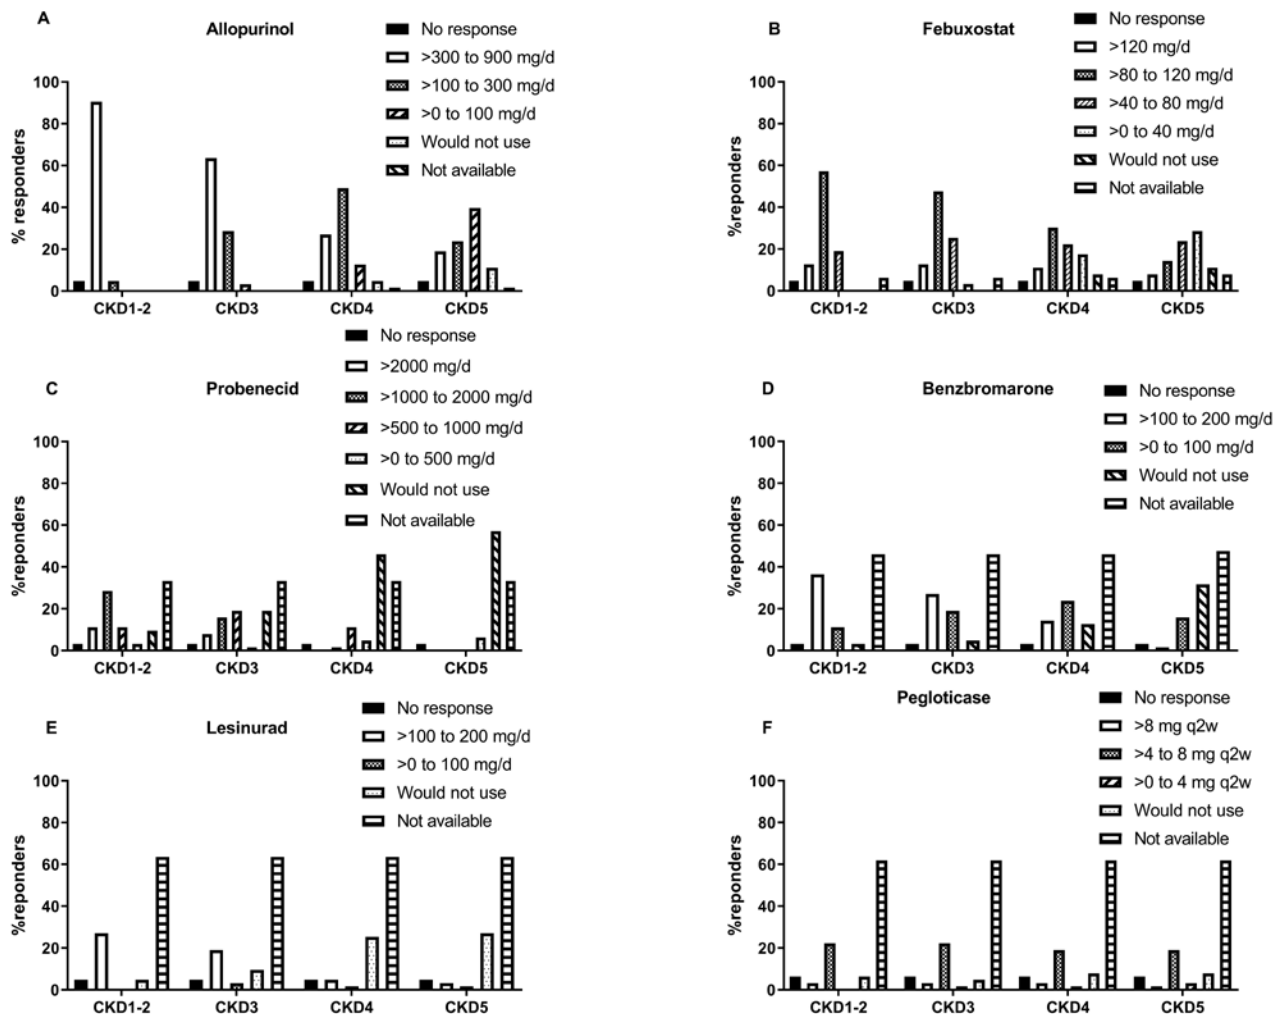 A
Allopurinol
No response
>300 to 900 mg/d
>100 to 300 mg/d
>0 to 100 mg/d
Would not use
Not available
% responders
100
80
60
40
20
0
CKD1-2
CKD3
CKD4
CKD5
B
Febuxostat
No response
>120 mg/d
>80 to 120 mg/d
>40 to 80 mg/d
>0 to 40 mg/d
Would not use
Not available
%reponders
100
80
60
40
20
0
CKD1-2
CKD3
CKD4
CKD5
C
Probenecid
No response
>2000 mg/d
>1000 to 2000 mg/d
>500 to 1000 mg/d
>0 to 500 mg/d
Would not use
Not available
%reponders
100
80
60
40
20
0
CKD1-2
CKD3
CKD4
CKD5
D
Benzbromarone
No response
>100 to 200 mg/d
>0 to 100 mg/d
Would not use
Not available
%reponders
100
80
60
40
20
0
CKD1-2
CKD3
CKD4
CKD5
E
Lesinurad
No response
>100 to 200 mg/d
>0 to 100 mg/d
Would not use
Not available
%reponders
100
80
60
40
20
0
CKD1-2
CKD3
CKD4
CKD5
F
Pegloticase
No response
>8 mg q2w
>4 to 8 mg q2w
>0 to 4 mg q2w
Would not use
Not available
%reponders
100
80
60
40
20
0
CKD1-2
CKD3
CKD4
CKD5